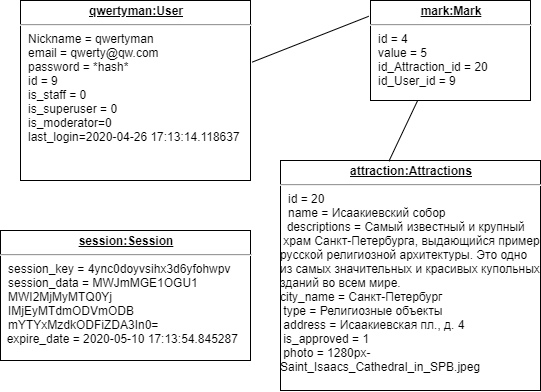 qwertyman:User
Nickname = qwertyman
email = qwerty@qw.com
password = *hash*
id = 9
is_staff = 0
is_superuser = 0
is_moderator=0
last_login=2020-04-26 17:13:14.118637
mark:Mark
id = 4
value = 5
id_Attraction_id = 20
id_User_id = 9
attraction:Attractions
id = 20
name = Исаакиевский собор
descriptions = Самый известный и крупный
храм Санкт-Петербурга, выдающийся пример
русской религиозной архитектуры. Это одно
из самых значительных и красивых купольных
зданий во всем мире.
city_name = Санкт-Петербург
type = Религиозные объекты
address = Исаакиевская пл., д. 4
is_approved = 1
photo = 1280px-
Saint_Isaacs_Cathedral_in_SPB.jpeg
session:Session
session_key = 4ync0doyvsihx3d6yfohwpv
session_data = MWJmMGE1OGU1
MWI2MjMyMTQ0Yj
IMjEyMTdmODVmODB
mYTYxMzdkODFiZDA3In0=
expire_date = 2020-05-10 17:13:54.845287